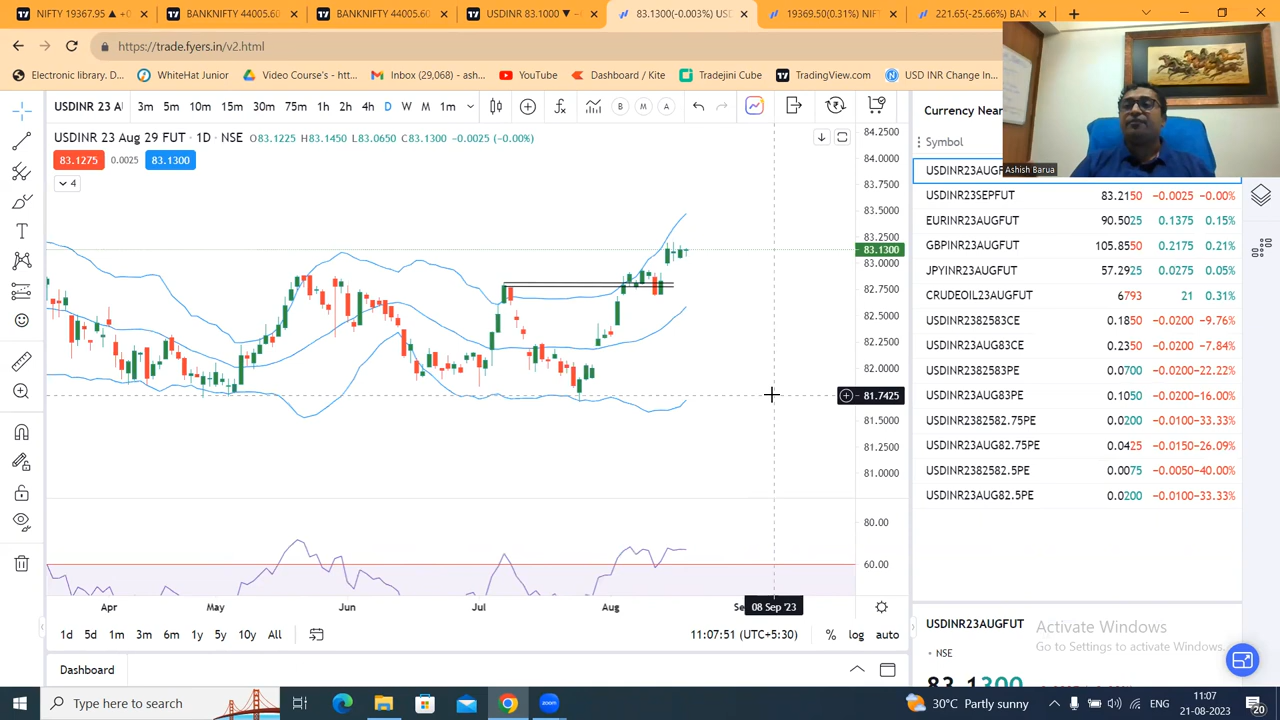 NIFTY 19367.95 ▲ +0
BANKNIFTY 44005.60
BANKNIFTY 44005.60
USDINR 83.1000 ▼ −
83.1300(-0.003%) US
19369.50(0.31%) NI
221.65(-25.66%) BAN
https://trade.fyers.in/v2.html
Electronic library. D...
WhiteHat Junior
Video Course's - htt...
Inbox (29,068) - ash...
YouTube
Dashboard / Kite
Tradejini Cube
TradingView.com
USD INR Change In...
USDINR 23 A
3m 5m 10m 15m 30m 75m 1h 2h 4h D W M 1m
B M A
Currency Near
USDINR 23 Aug 29 FUT · 1D · NSE O83.1225 H83.1450 L83.0650 C83.1300 −0.0025 (−0.00%)
83.1275 0.0025 83.1300
4
Symbol
Ashish Barua
USDINR23AUGF
USDINR23SEPFUT 83.2150 −0.0025 −0.00%
EURINR23AUGFUT 90.5025 0.1375 0.15%
GBPINR23AUGFUT 105.8550 0.2175 0.21%
JPYINR23AUGFUT 57.2925 0.0250 0.05%
CRUDEOIL23AUGFUT 6793 21 0.31%
USDINR2382583CE 0.1850 −0.0200 −9.76%
USDINR23AUG83CE 0.2350 −0.0200 −7.84%
USDINR2382583PE 0.0700 −0.0200 −22.22%
USDINR23AUG83PE 0.1050 −0.0200 −16.00%
USDINR2382582.75PE 0.0200 −0.0100 −33.33%
USDINR23AUG82.75PE 0.0425 −0.0150 −26.09%
USDINR2382582.5PE 0.0075 −0.0050 −40.00%
USDINR23AUG82.5PE 0.0200 −0.0100 −33.33%
84.2500
84.0000
83.7500
83.5000
83.2500
83.1300
83.0000
82.7500
82.5000
82.2500
82.0000
81.7425
81.5000
81.2500
81.0000
80.00
60.00
Apr May Jun Jul Aug Se 08 Sep '23
1d 5d 1m 3m 6m 1y 5y 10y All
11:07:51 (UTC+5:30) % log auto
USDINR23AUGFUT
NSE
83.1300
Activate Windows
Go to Settings to activate Windows.
Dashboard
Type here to search
zoom
30°C Partly sunny
ENG
11:07
21-08-2023
20